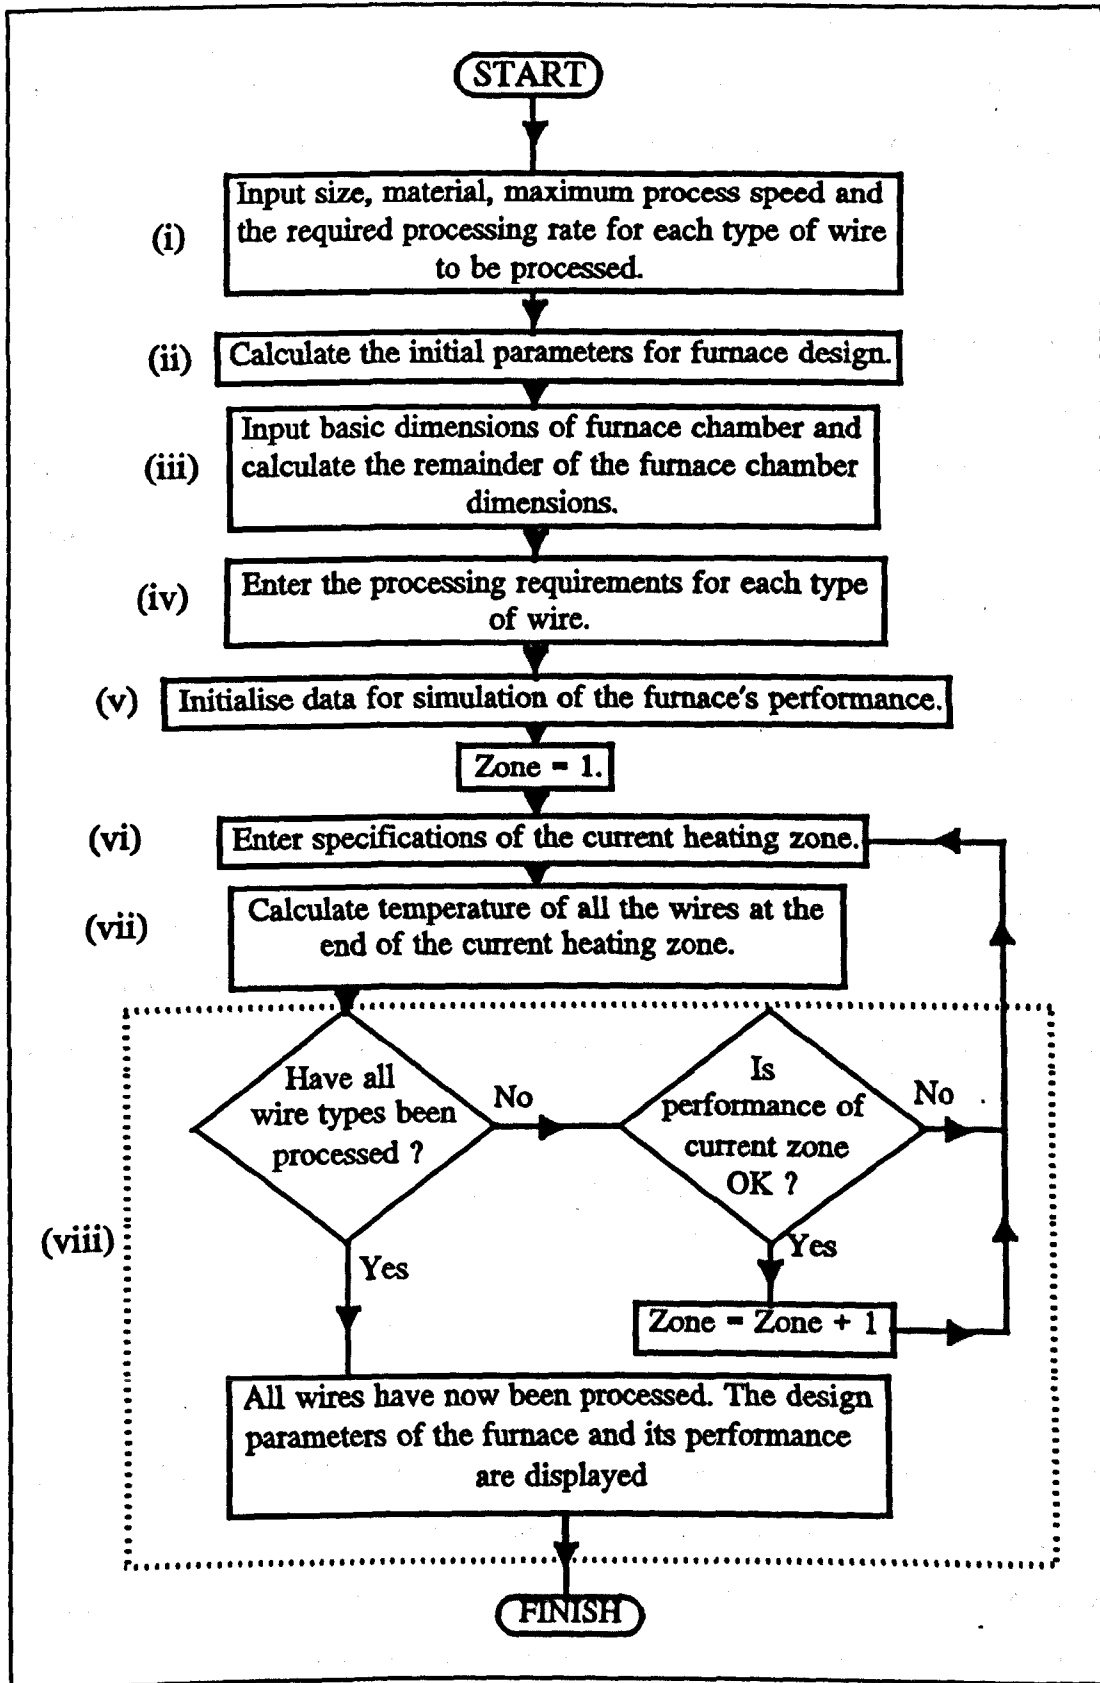 START
(i)
Input size, material, maximum process speed and
the required processing rate for each type of wire
to be processed.
(ii)
Calculate the initial parameters for furnace design.
(iii)
Input basic dimensions of furnace chamber and
calculate the remainder of the furnace chamber
dimensions.
(iv)
Enter the processing requirements for each type
of wire.
(v)
Initialise data for simulation of the furnace's performance.
Zone = 1.
(vi)
Enter specifications of the current heating zone.
(vii)
Calculate temperature of all the wires at the
end of the current heating zone.
(viii)
Have all
wire types been
processed ?
No
Is
performance of
current zone
OK ?
No
Yes
Yes
Zone = Zone + 1
All wires have now been processed. The design
parameters of the furnace and its performance
are displayed
FINISH